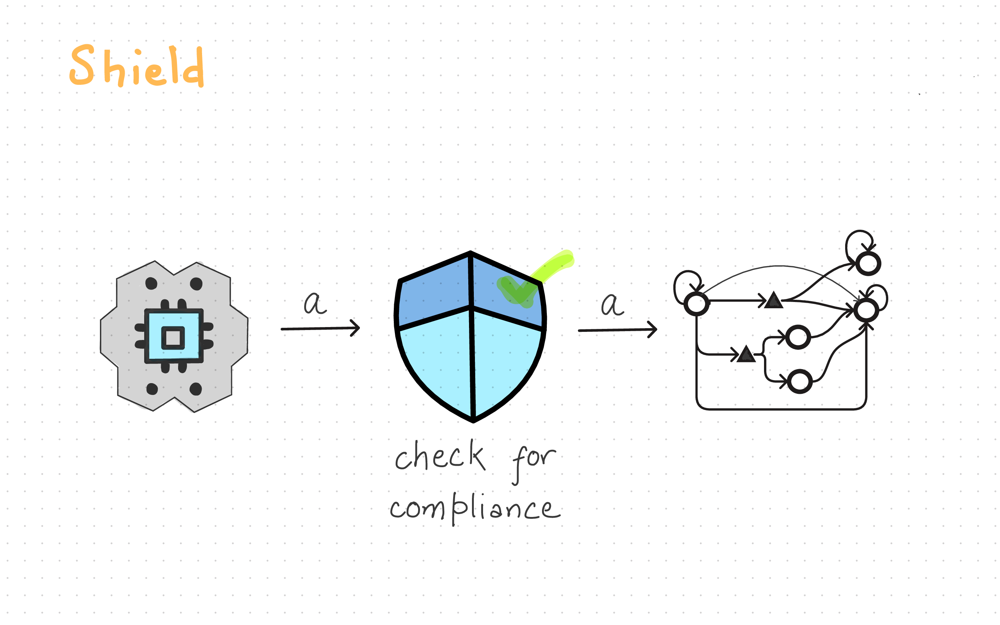 Shield
a
a
check for
compliance